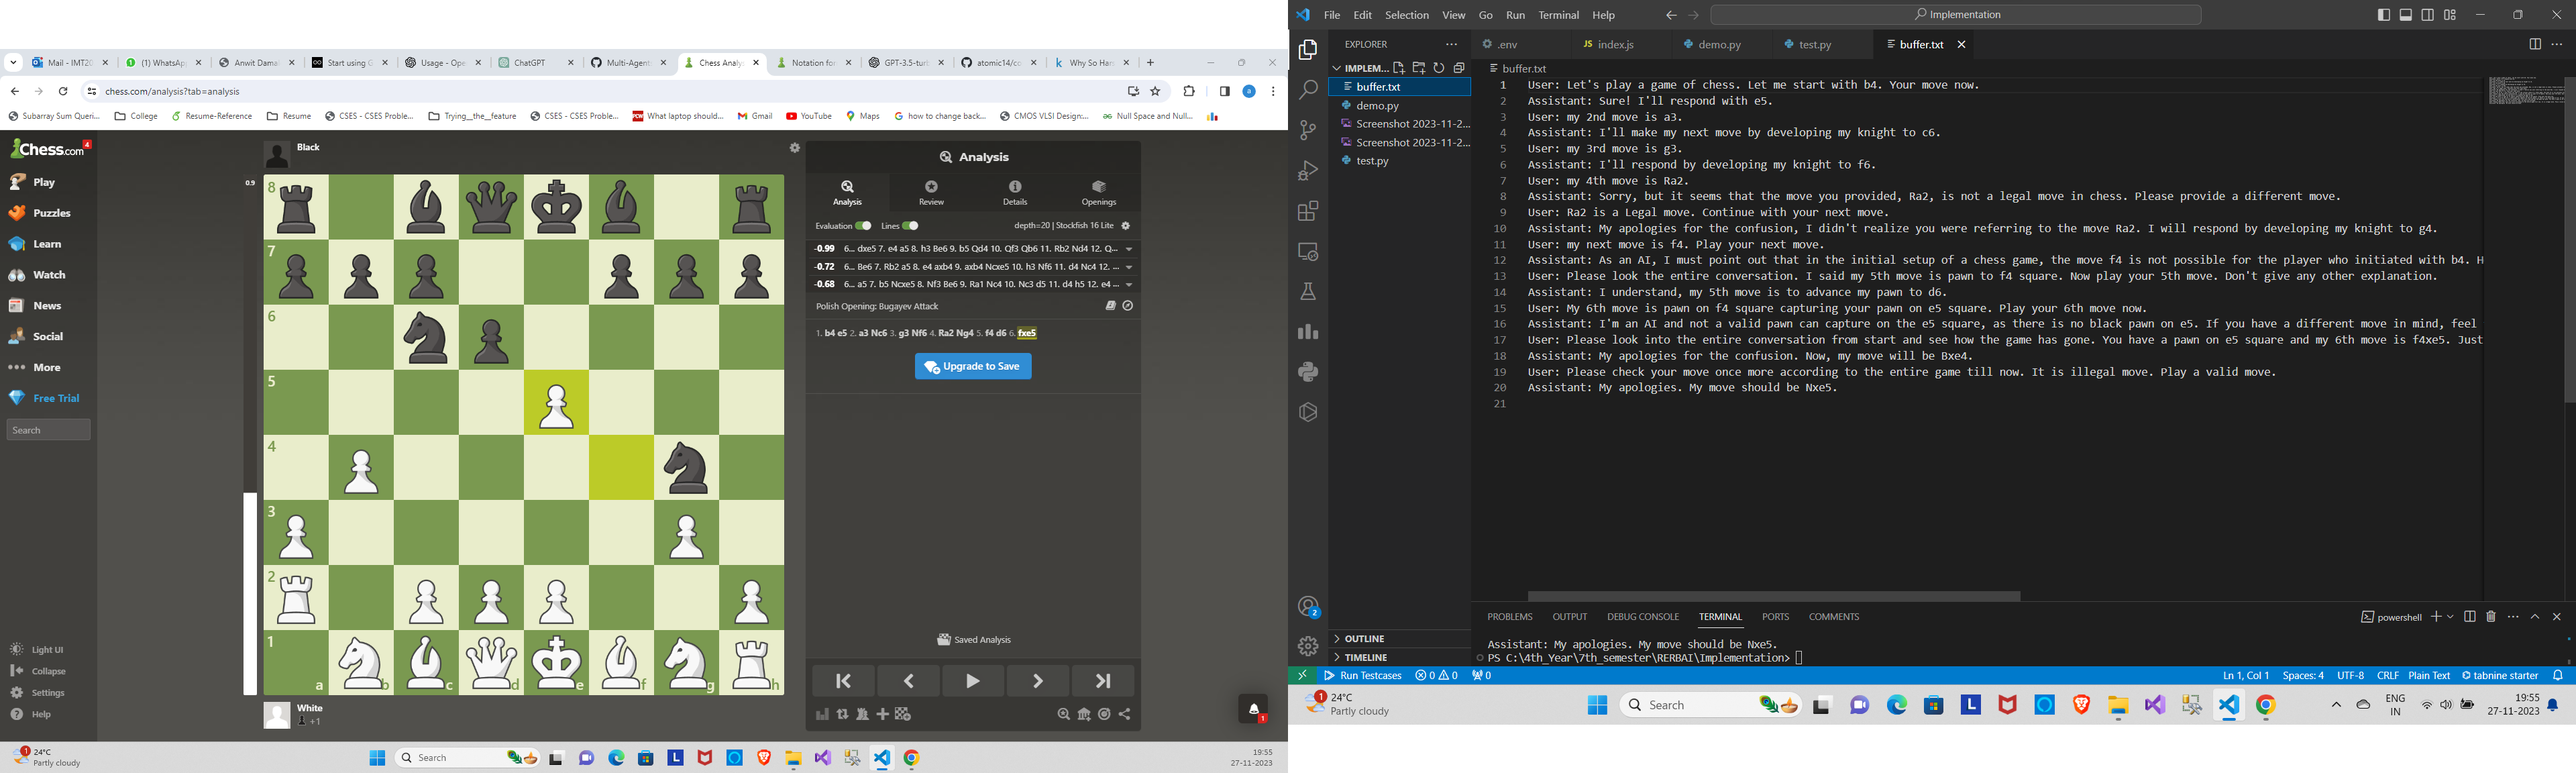 Mail - IMT20
(1) WhatsAp
Anwit Dama
Start using G
Usage - Ope
ChatGPT
Multi-Agent
Chess Analy
Notation for
GPT-3.5-turb
atomic14/co
Why So Har
chess.com/analysis?tab=analysis
Subarray Sum Queri...
College
Resume-Reference
Resume
CSES - CSES Proble...
Trying__the__feature
CSES - CSES Proble...
What laptop should...
Gmail
YouTube
Maps
how to change back...
CMOS VLSI Design:...
Null Space and Null...
Chess.com
4
Play
Puzzles
Learn
Watch
News
Social
More
Free Trial
Search
Light UI
Collapse
Settings
Help
Black
0.9
8
7
6
5
4
3
2
1
a b c d e f g h
White
+1
Analysis
Analysis
Review
Details
Openings
Evaluation
Lines
depth=20 | Stockfish 16 Lite
-0.99 6... dxe5 7. e4 a5 8. h3 Be6 9. b5 Qd4 10. Qf3 Qb6 11. Rb2 Nd4 12. Q...
-0.72 6... Be6 7. Rb2 a5 8. e4 axb4 9. axb4 Ncxe5 10. h3 Nf6 11. d4 Nc4 12. ...
-0.68 6... a5 7. b5 Ncxe5 8. Nf3 Be6 9. Ra1 Nc4 10. Nc3 d5 11. d4 h5 12. e4 ...
Polish Opening: Bugayev Attack
1. b4 e5 2. a3 Nc6 3. g3 Nf6 4. Ra2 Ng4 5. f4 d6 6. fxe5
Upgrade to Save
Saved Analysis
1
1
24°C
Partly cloudy
Search
19:55
27-11-2023
File Edit Selection View Go Run Terminal Help
Implementation
EXPLORER
IMPLEM...
buffer.txt
demo.py
Screenshot 2023-11-2...
Screenshot 2023-11-2...
test.py
OUTLINE
TIMELINE
.env
JS index.js
demo.py
test.py
buffer.txt
buffer.txt
1 User: Let's play a game of chess. Let me start with b4. Your move now.
2 Assistant: Sure! I'll respond with e5.
3 User: my 2nd move is a3.
4 Assistant: I'll make my next move by developing my knight to c6.
5 User: my 3rd move is g3.
6 Assistant: I'll respond by developing my knight to f6.
7 User: my 4th move is Ra2.
8 Assistant: Sorry, but it seems that the move you provided, Ra2, is not a legal move in chess. Please provide a different move.
9 User: Ra2 is a Legal move. Continue with your next move.
10 Assistant: My apologies for the confusion, I didn't realize you were referring to the move Ra2. I will respond by developing my knight to g4.
11 User: my next move is f4. Play your next move.
12 Assistant: As an AI, I must point out that in the initial setup of a chess game, the move f4 is not possible for the player who initiated with b4. H
13 User: Please look the entire conversation. I said my 5th move is pawn to f4 square. Now play your 5th move. Don't give any other explanation.
14 Assistant: I understand, my 5th move is to advance my pawn to d6.
15 User: My 6th move is pawn on f4 square capturing your pawn on e5 square. Play your 6th move now.
16 Assistant: I'm an AI and not a valid pawn can capture on the e5 square, as there is no black pawn on e5. If you have a different move in mind, feel
17 User: Please look into the entire conversation from start and see how the game has gone. You have a pawn on e5 square and my 6th move is f4xe5. Just
18 Assistant: My apologies for the confusion. Now, my move will be Bxe4.
19 User: Please check your move once more according to the entire game till now. It is illegal move. Play a valid move.
20 Assistant: My apologies. My move should be Nxe5.
21
PROBLEMS OUTPUT DEBUG CONSOLE TERMINAL PORTS COMMENTS
powershell
Assistant: My apologies. My move should be Nxe5.
PS C:\4th_Year\7th_semester\RERBAI\Implementation>
2
Run Testcases
0 0
0
Ln 1, Col 1
Spaces: 4
UTF-8
CRLF
Plain Text
tabnine starter
1
24°C
Partly cloudy
Search
ENG
IN
19:55
27-11-2023